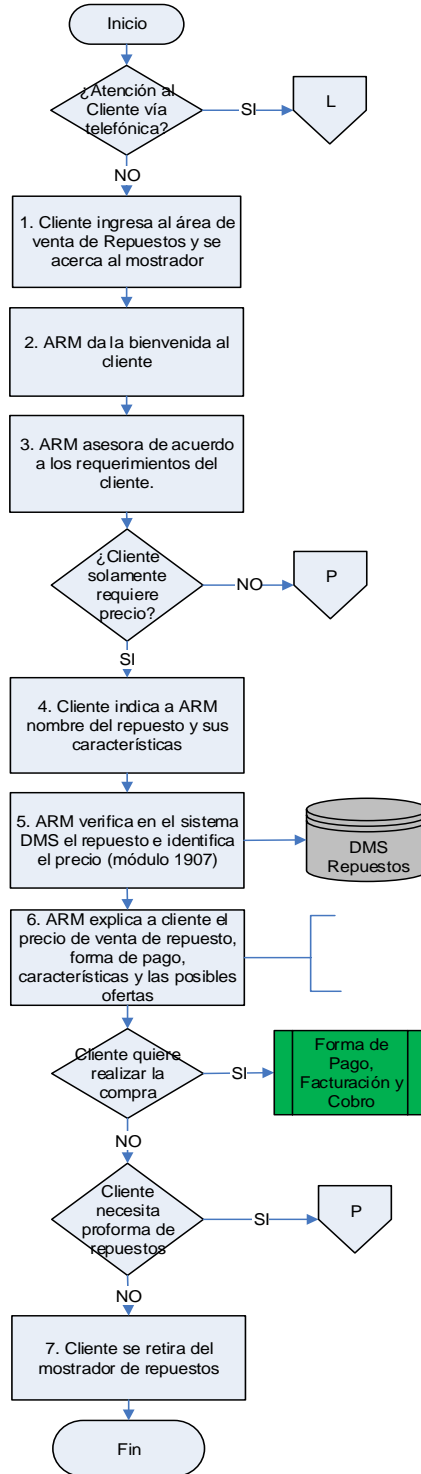 Inicio
¿Atención al
Cliente vía
telefónica?
SI
L
NO
1. Cliente ingresa al área de
venta de Repuestos y se
acerca al mostrador
2. ARM da la bienvenida al
cliente
3. ARM asesora de acuerdo
a los requerimientos del
cliente.
¿Cliente
solamente
requiere
precio?
NO
P
SI
4. Cliente indica a ARM
nombre del repuesto y sus
características
5. ARM verifica en el sistema
DMS el repuesto e identifica
el precio (módulo 1907)
DMS
Repuestos
6. ARM explica a cliente el
precio de venta de repuesto,
forma de pago,
características y las posibles
ofertas
Cliente quiere
realizar la
compra
SI
Forma de
Pago,
Facturación y
Cobro
NO
Cliente
necesita
proforma de
repuestos
SI
P
NO
7. Cliente se retira del
mostrador de repuestos
Fin